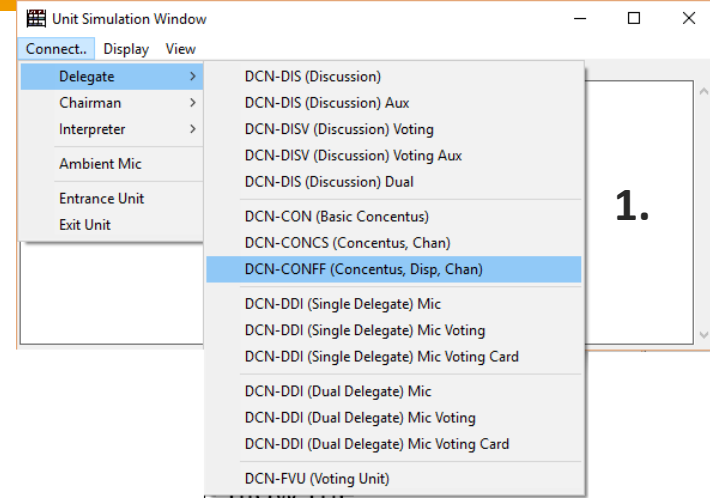 Unit Simulation Window
Connect.. Display View
Delegate
Chairman
Interpreter
Ambient Mic
Entrance Unit
Exit Unit
DCN-DIS (Discussion)
DCN-DIS (Discussion) Aux
DCN-DISV (Discussion) Voting
DCN-DISV (Discussion) Voting Aux
DCN-DIS (Discussion) Dual
DCN-CON (Basic Concentus)
DCN-CONCS (Concentus, Chan)
DCN-CONFF (Concentus, Disp, Chan)
DCN-DDI (Single Delegate) Mic
DCN-DDI (Single Delegate) Mic Voting
DCN-DDI (Single Delegate) Mic Voting Card
DCN-DDI (Dual Delegate) Mic
DCN-DDI (Dual Delegate) Mic Voting
DCN-DDI (Dual Delegate) Mic Voting Card
DCN-FVU (Voting Unit)
1.